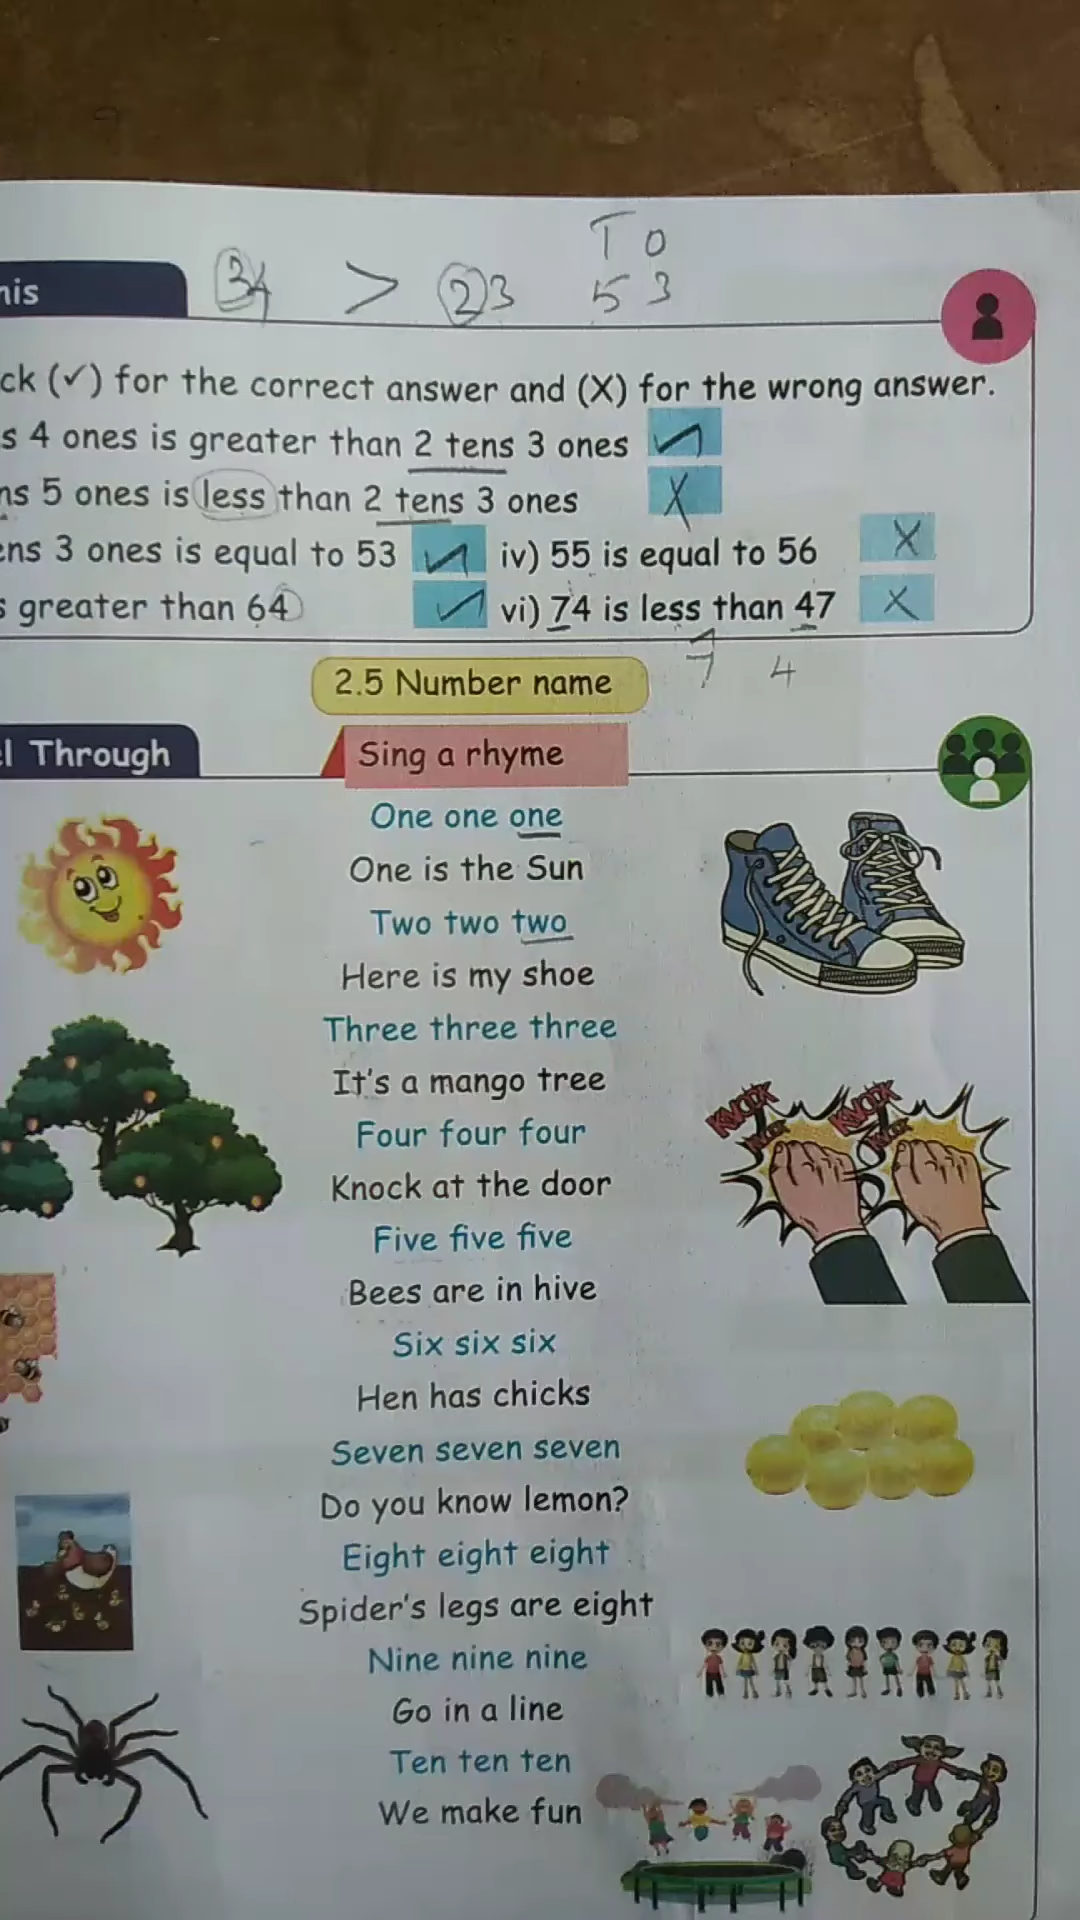 T O
34 > 23 53
ck (✓) for the correct answer and (X) for the wrong answer.
4 ones is greater than 2 tens 3 ones ✓
5 ones is less than 2 tens 3 ones X
3 ones is equal to 53 ✓ iv) 55 is equal to 56 X
greater than 64 ✓ vi) 74 is less than 47 X
7 4
2.5 Number name
Through
Sing a rhyme
One one one
One is the Sun
Two two two
Here is my shoe
Three three three
It's a mango tree
KNOCK KNOCK
Four four four
Knock at the door
Five five five
Bees are in hive
Six six six
Hen has chicks
Seven seven seven
Do you know lemon?
Eight eight eight
Spider's legs are eight
Nine nine nine
Go in a line
Ten ten ten
We make fun